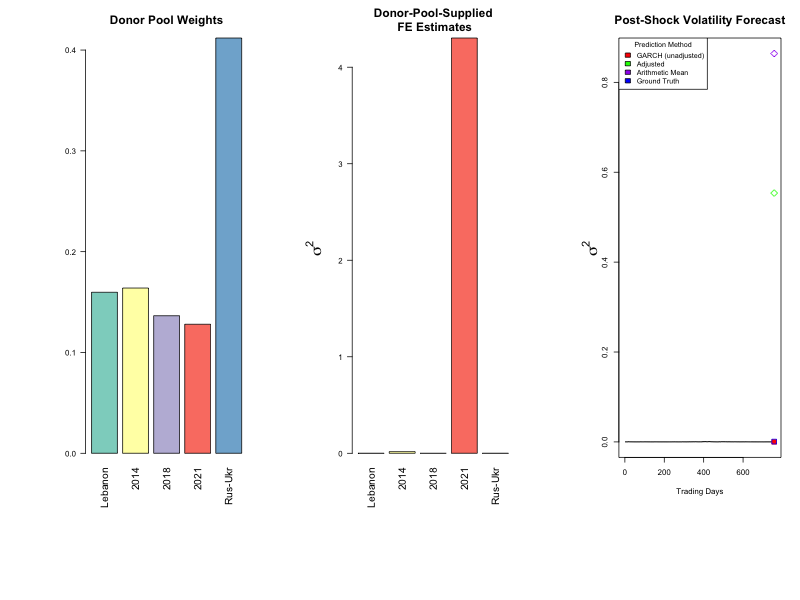 Donor Pool Weights
0.4
0.3
0.2
0.1
0.0
Lebanon
2014
2018
2021
Rus-Ukr
Donor-Pool-Supplied
FE Estimates
σ2
4
3
2
1
0
Lebanon
2014
2018
2021
Rus-Ukr
Post-Shock Volatility Forecast
Prediction Method
GARCH (unadjusted)
Adjusted
Arithmetic Mean
Ground Truth
σ2
0.8
0.6
0.4
0.2
0.0
0 200 400 600
Trading Days